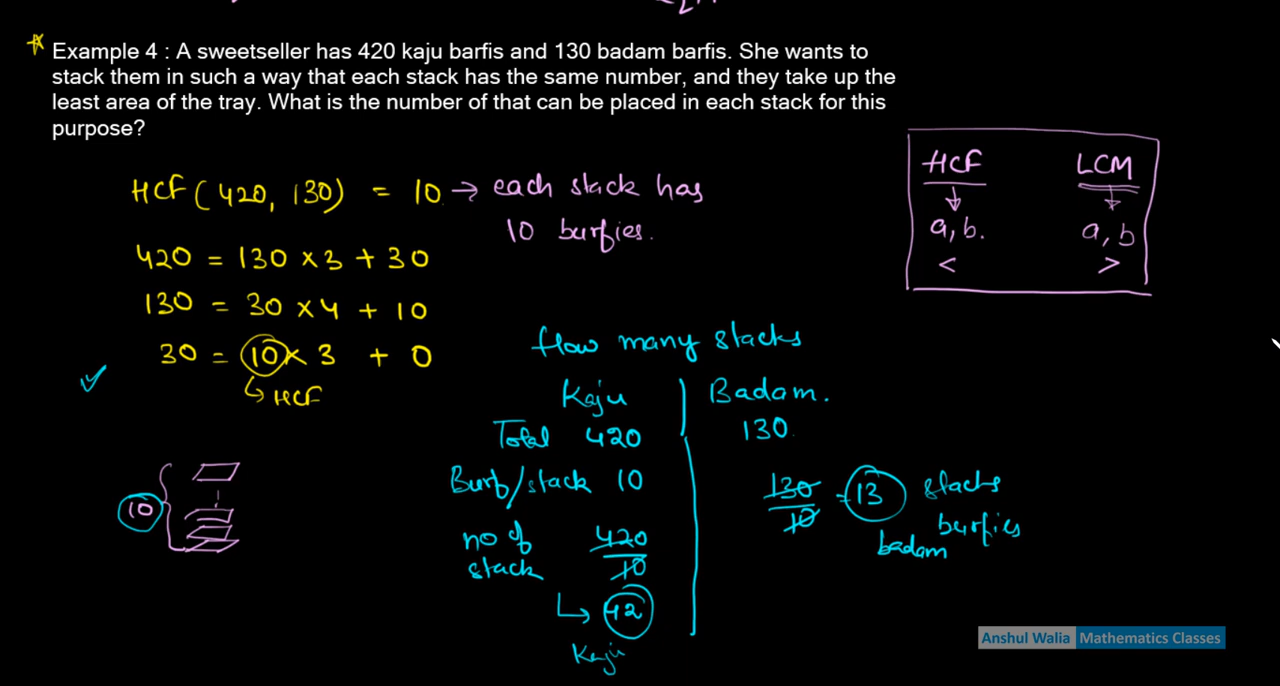 Example 4 : A sweetseller has 420 kaju barfis and 130 badam barfis. She wants to
stack them in such a way that each stack has the same number, and they take up the
least area of the tray. What is the number of that can be placed in each stack for this
purpose?
HCF (420, 130) = 10 → each stack has
10 burfies.
420 = 130 × 3 + 30
130 = 30 × 4 + 10
30 = 10 × 3 + 0
↳ HCF
HCF LCM
↓ ↓
a, b. a, b
< >
10
How many stacks
Kaju | Badam.
Total 420 130.
Burb/stack 10
no of 420/10
stack
↳ 42
Kaju
130/10 = 13 stacks
burfies
badam
Anshul Walia Mathematics Classes